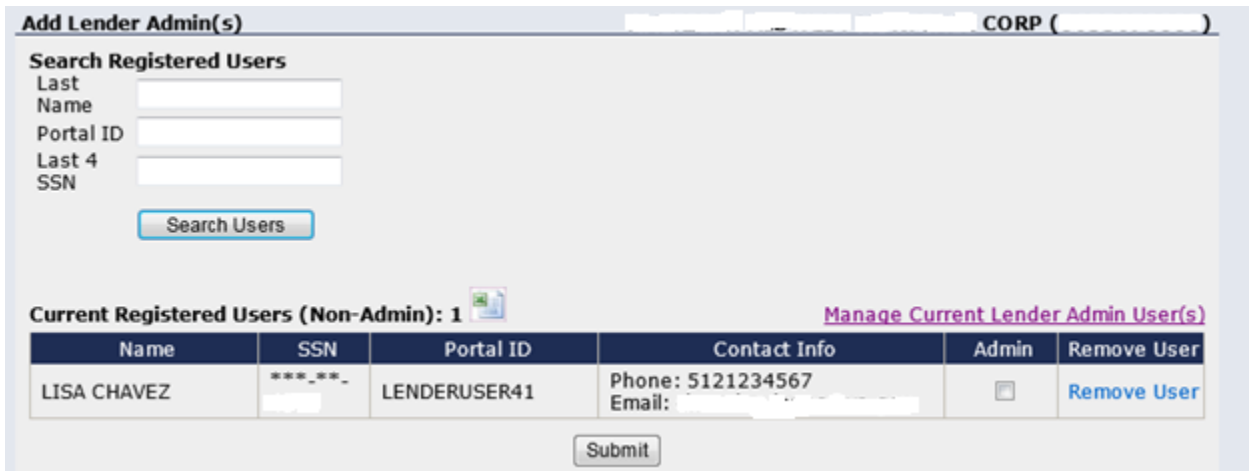 Add Lender Admin(s) CORP ( )
Search Registered Users
Last
Name
Portal ID
Last 4
SSN
Search Users
Current Registered Users (Non-Admin): 1 Manage Current Lender Admin User(s)
Name SSN Portal ID Contact Info Admin Remove User
LISA CHAVEZ ***-**- LENDERUSER41 Phone: 5121234567 Remove User
Email:
Submit